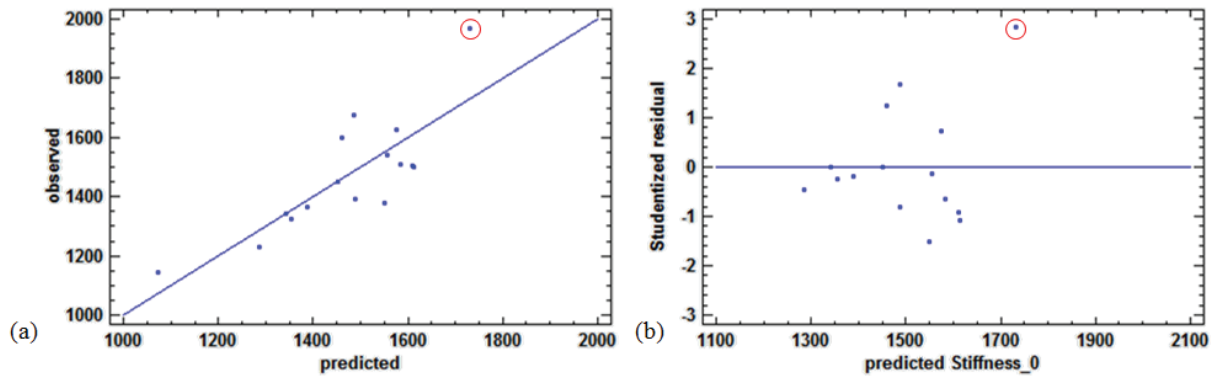 2000
1800
1600
1400
1200
1000
observed
1000 1200 1400 1600 1800 2000
predicted
(a)
3
2
1
0
-1
-2
-3
Studentized residual
1100 1300 1500 1700 1900 2100
predicted Stiffness_0
(b)